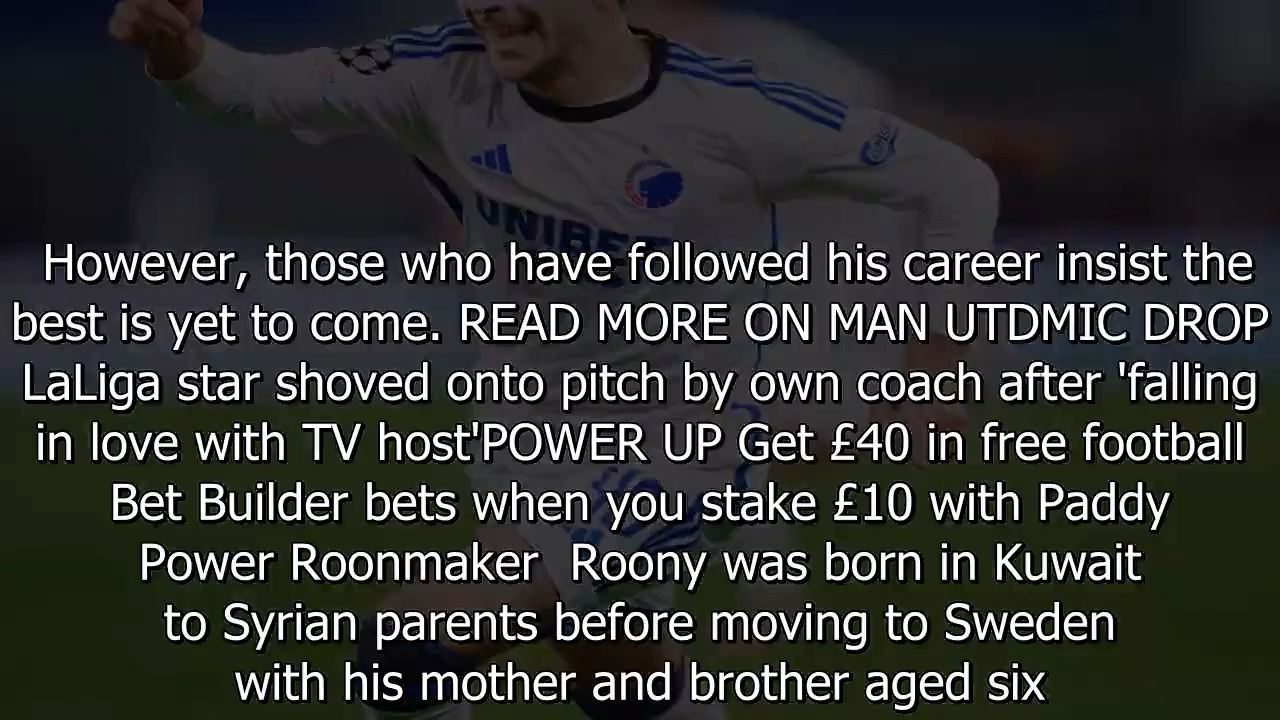 UNIBET
However, those who have followed his career insist the
best is yet to come. READ MORE ON MAN UTDMIC DROP
LaLiga star shoved onto pitch by own coach after 'falling
in love with TV host'POWER UP Get £40 in free football
Bet Builder bets when you stake £10 with Paddy
Power Roonmaker  Roony was born in Kuwait
to Syrian parents before moving to Sweden
with his mother and brother aged six